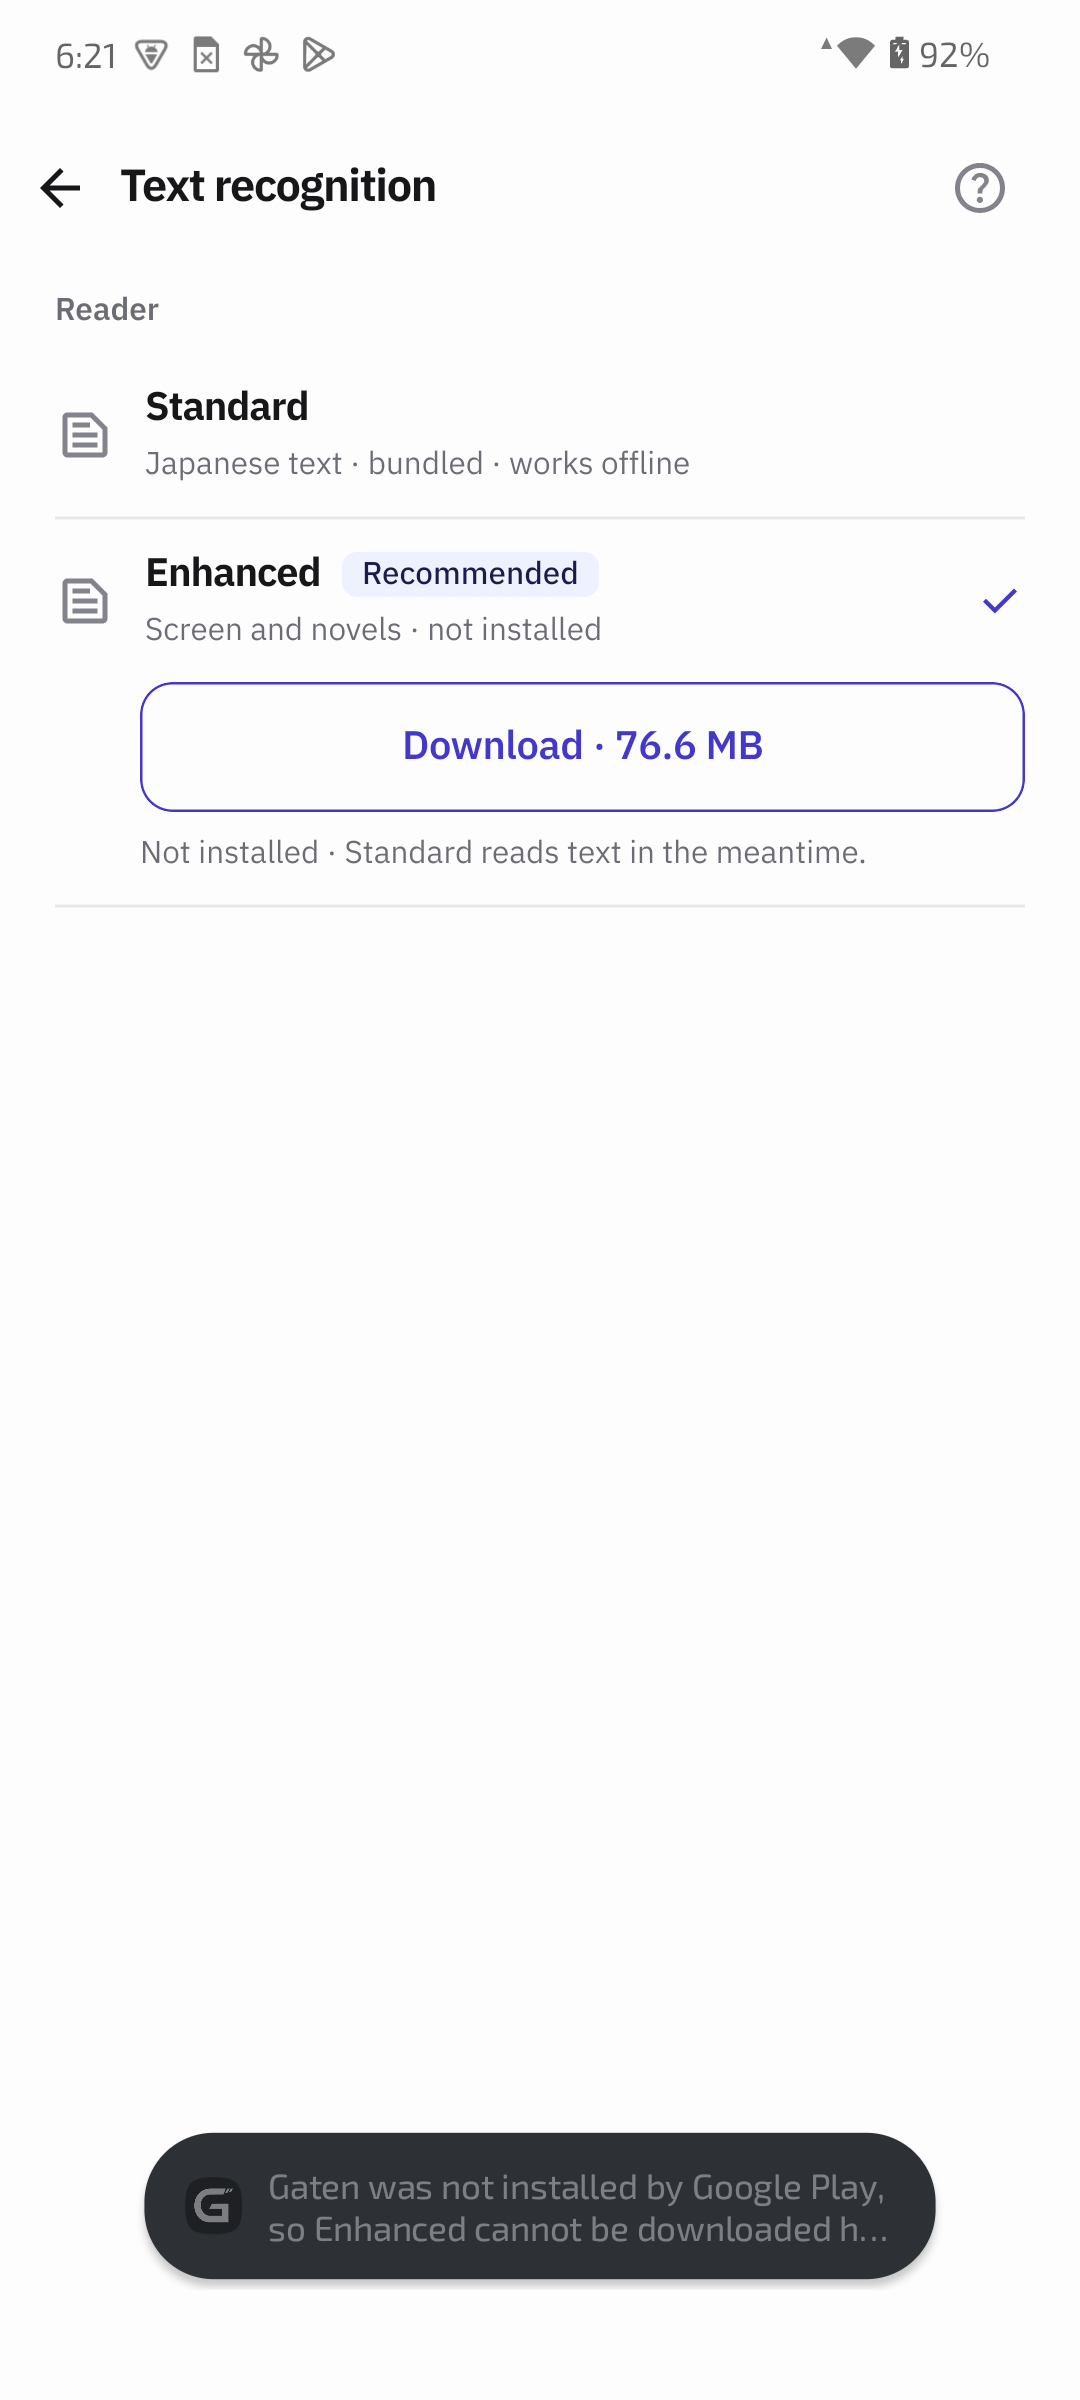 6:21
92%
Text recognition
Reader
Standard
Japanese text · bundled · works offline
Enhanced Recommended
Screen and novels · not installed
Download · 76.6 MB
Not installed · Standard reads text in the meantime.
Gaten was not installed by Google Play,
so Enhanced cannot be downloaded h…